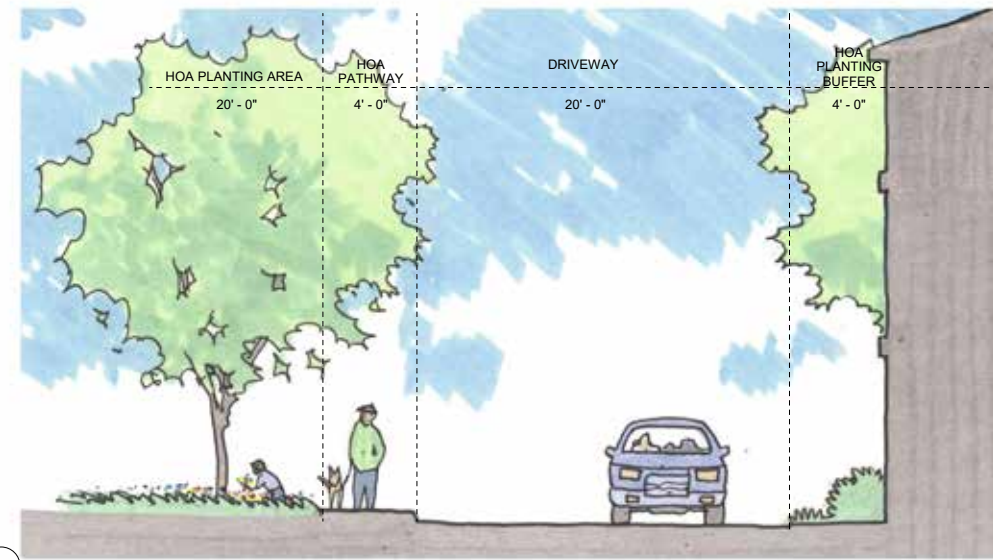 HOA PLANTING AREA
20' - 0"
HOA
PATHWAY
4' - 0"
DRIVEWAY
20' - 0"
HOA
PLANTING
BUFFER
4' - 0"